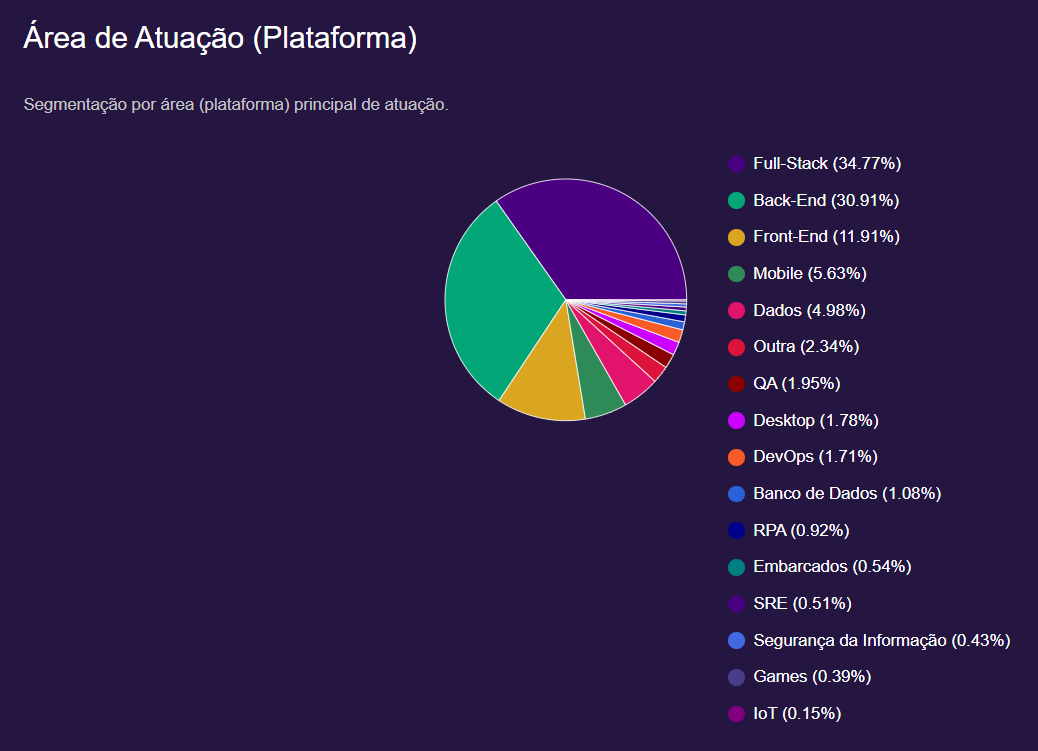 Área de Atuação (Plataforma)
Segmentação por área (plataforma) principal de atuação.
Full-Stack (34.77%)
Back-End (30.91%)
Front-End (11.91%)
Mobile (5.63%)
Dados (4.98%)
Outra (2.34%)
QA (1.95%)
Desktop (1.78%)
DevOps (1.71%)
Banco de Dados (1.08%)
RPA (0.92%)
Embarcados (0.54%)
SRE (0.51%)
Segurança da Informação (0.43%)
Games (0.39%)
IoT (0.15%)